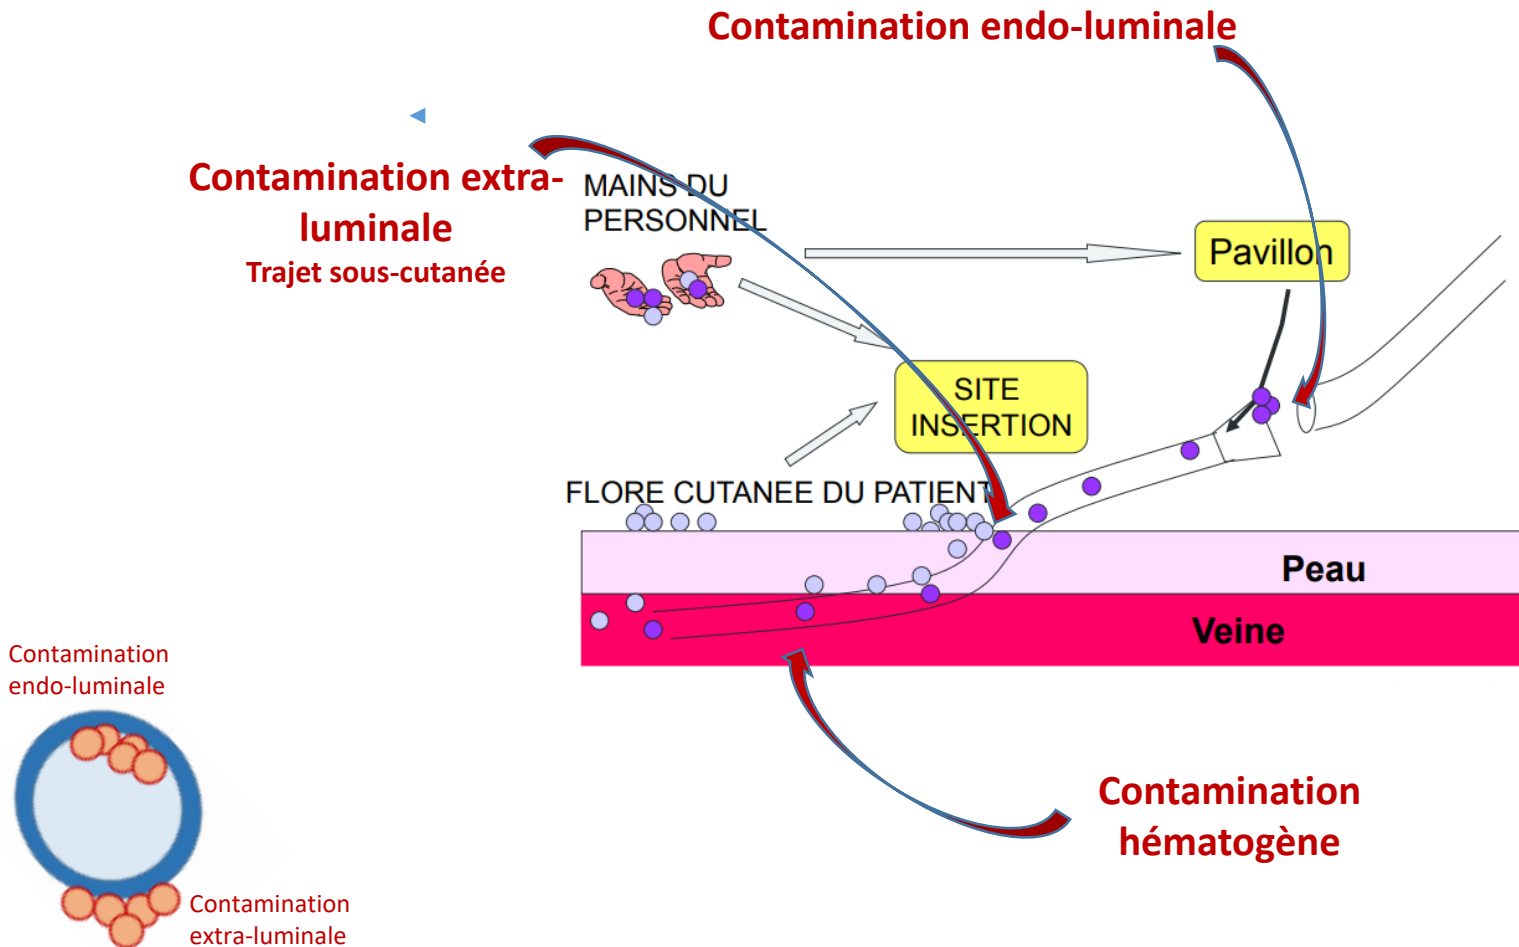 Contamination endo-luminale
Contamination extra-
luminale
Trajet sous-cutanée
MAINS DU
PERSONNEL
Pavillon
SITE
INSERTION
FLORE CUTANEE DU PATIENT
Peau
Veine
Contamination
endo-luminale
Contamination
hématogène
Contamination
extra-luminale